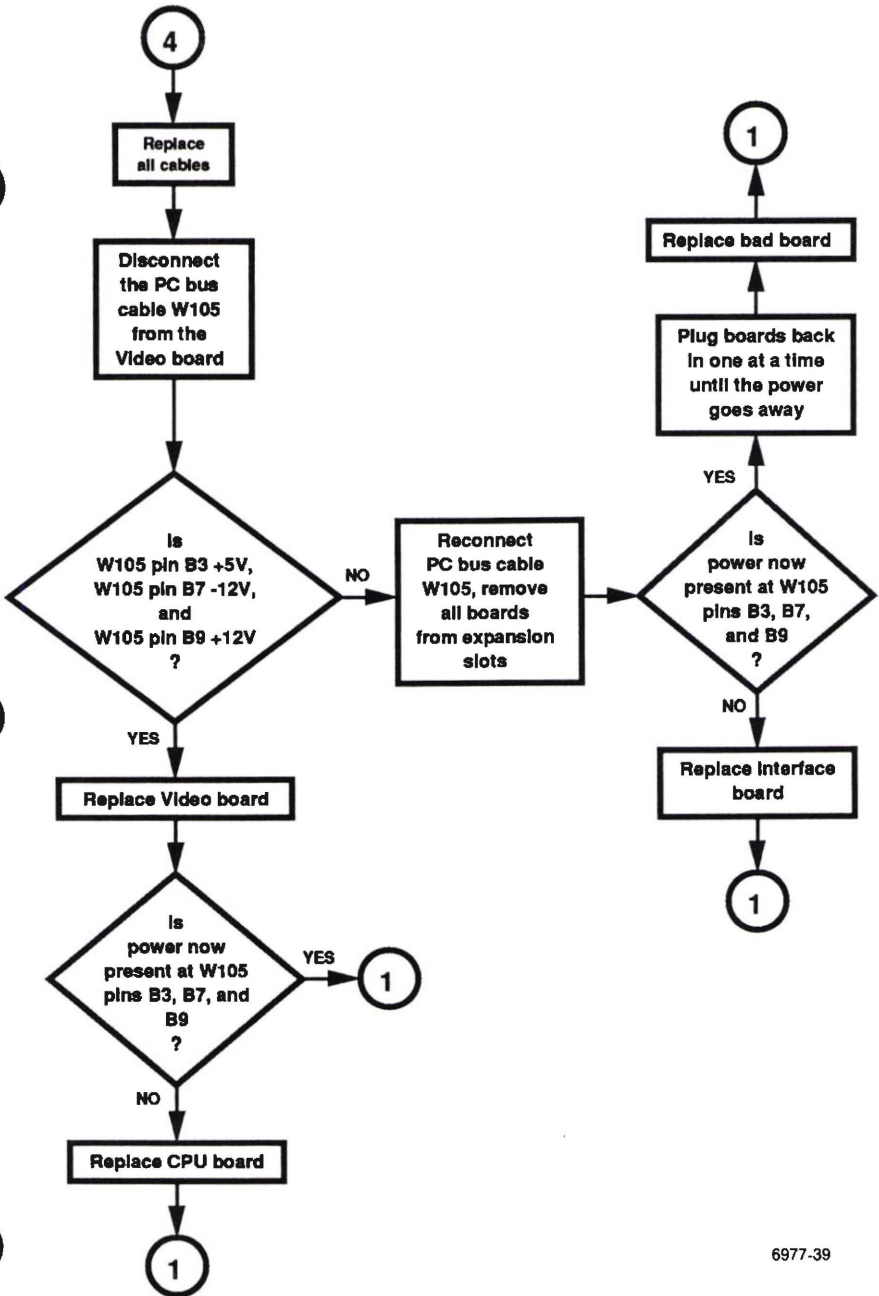 4
Replace
all cables
Disconnect
the PC bus
cable W105
from the
Video board
Is
W105 pin B3 +5V,
W105 pin B7 -12V,
and
W105 pin B9 +12V
?
NO
YES
Reconnect
PC bus cable
W105, remove
all boards
from expansion
slots
Is
power now
present at W105
pins B3, B7,
and B9
?
YES
Plug boards back
in one at a time
until the power
goes away
Replace bad board
1
NO
Replace Interface
board
1
Replace Video board
Is
power now
present at W105
pins B3, B7, and
B9
?
YES
1
NO
Replace CPU board
1
6977-39